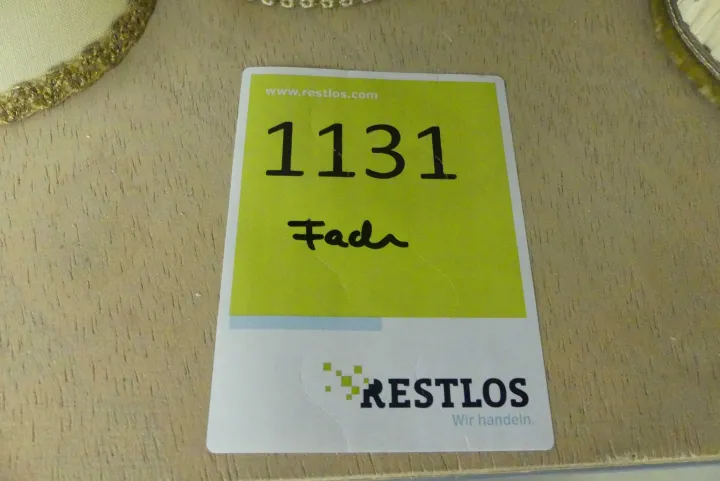 www.restlos.com
1131
Fach
RESTLOS
Wir handeln.